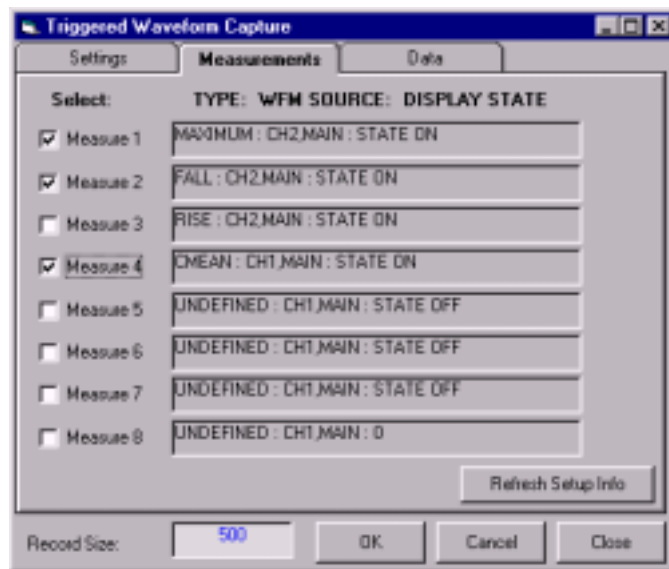 Triggered Waveform Capture
Settings Measurements Data
Select: TYPE: WFM SOURCE: DISPLAY STATE
Measure 1 MAXIMUM : CH2,MAIN : STATE ON
Measure 2 FALL : CH2,MAIN : STATE ON
Measure 3 RISE : CH2,MAIN : STATE ON
Measure 4 CMEAN : CH1,MAIN : STATE ON
Measure 5 UNDEFINED : CH1,MAIN : STATE OFF
Measure 6 UNDEFINED : CH1,MAIN : STATE OFF
Measure 7 UNDEFINED : CH1,MAIN : STATE OFF
Measure 8 UNDEFINED : CH1,MAIN : 0
Refresh Setup Info
Record Size: 500 OK Cancel Close